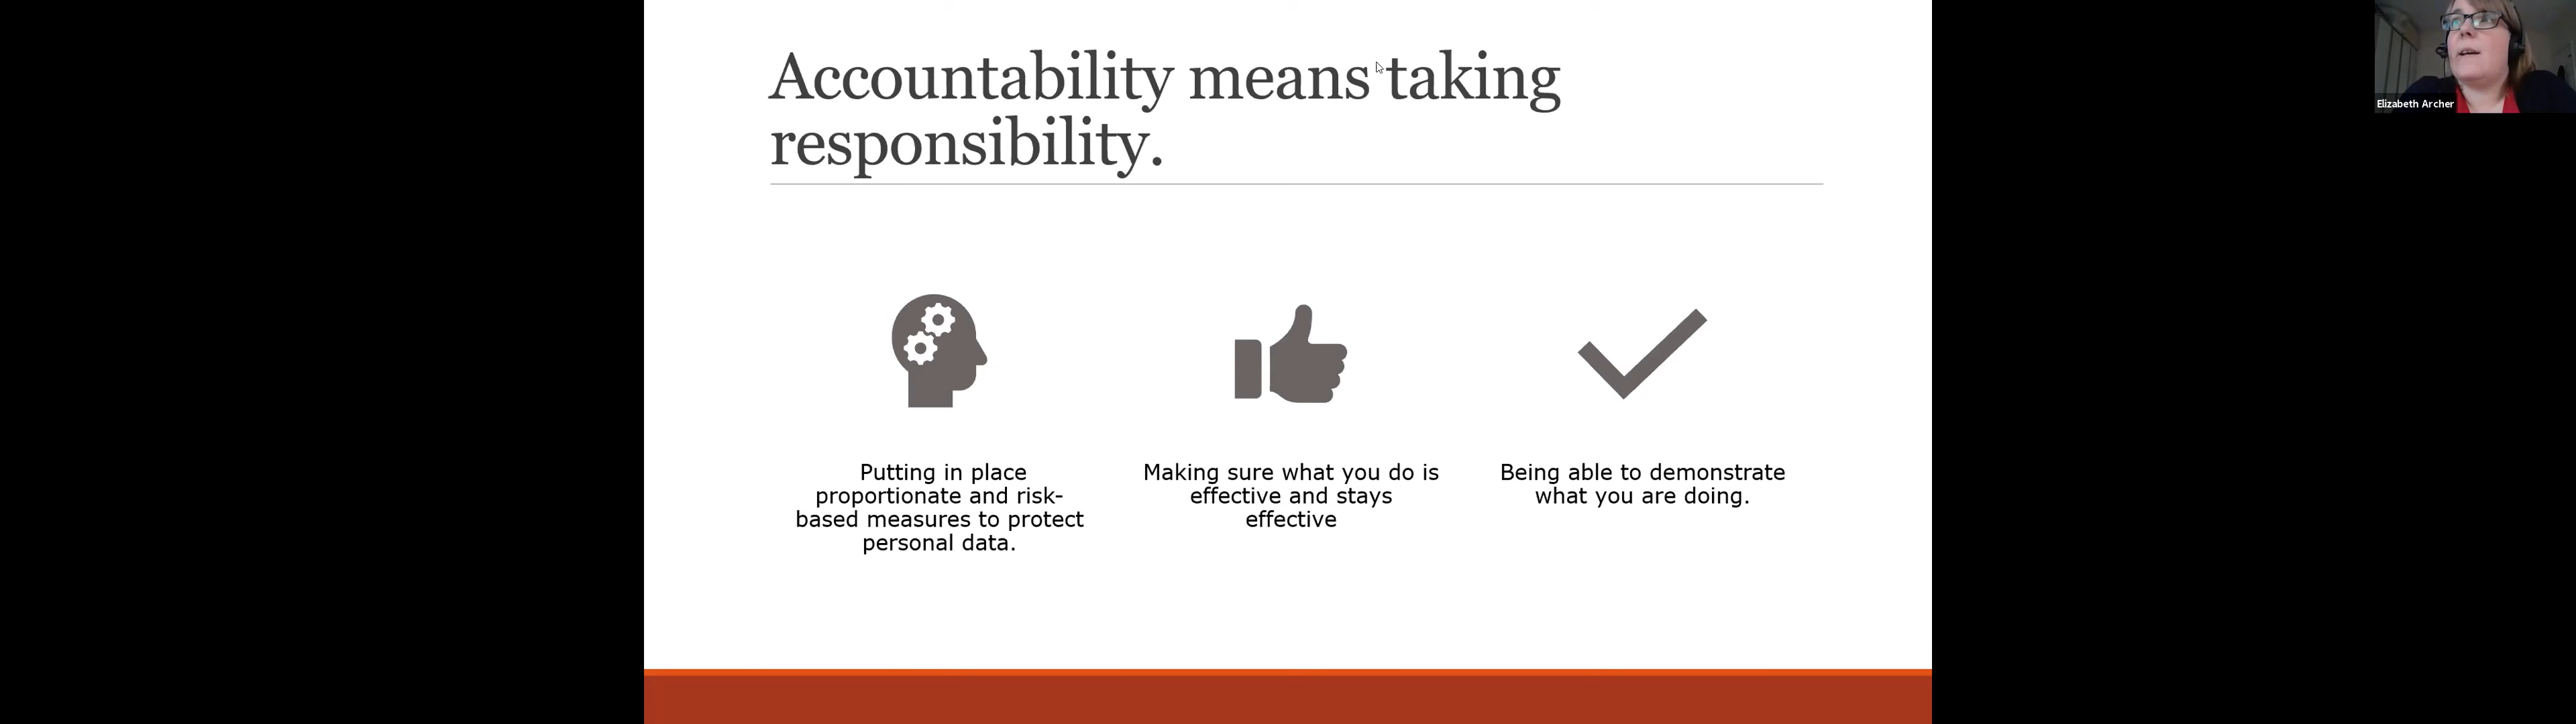 Accountability means taking
responsibility.
Putting in place
proportionate and risk-
based measures to protect
personal data.
Making sure what you do is
effective and stays
effective
Being able to demonstrate
what you are doing.
Elizabeth Archer